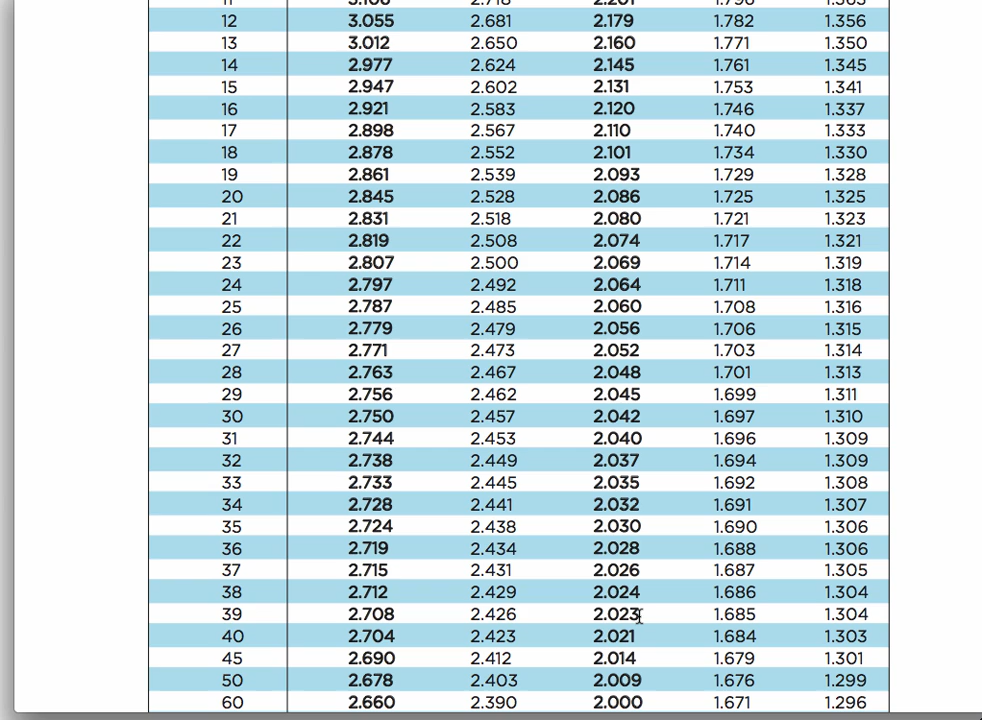 12 3.055 2.681 2.179 1.782 1.356
13 3.012 2.650 2.160 1.771 1.350
14 2.977 2.624 2.145 1.761 1.345
15 2.947 2.602 2.131 1.753 1.341
16 2.921 2.583 2.120 1.746 1.337
17 2.898 2.567 2.110 1.740 1.333
18 2.878 2.552 2.101 1.734 1.330
19 2.861 2.539 2.093 1.729 1.328
20 2.845 2.528 2.086 1.725 1.325
21 2.831 2.518 2.080 1.721 1.323
22 2.819 2.508 2.074 1.717 1.321
23 2.807 2.500 2.069 1.714 1.319
24 2.797 2.492 2.064 1.711 1.318
25 2.787 2.485 2.060 1.708 1.316
26 2.779 2.479 2.056 1.706 1.315
27 2.771 2.473 2.052 1.703 1.314
28 2.763 2.467 2.048 1.701 1.313
29 2.756 2.462 2.045 1.699 1.311
30 2.750 2.457 2.042 1.697 1.310
31 2.744 2.453 2.040 1.696 1.309
32 2.738 2.449 2.037 1.694 1.309
33 2.733 2.445 2.035 1.692 1.308
34 2.728 2.441 2.032 1.691 1.307
35 2.724 2.438 2.030 1.690 1.306
36 2.719 2.434 2.028 1.688 1.306
37 2.715 2.431 2.026 1.687 1.305
38 2.712 2.429 2.024 1.686 1.304
39 2.708 2.426 2.023 1.685 1.304
40 2.704 2.423 2.021 1.684 1.303
45 2.690 2.412 2.014 1.679 1.301
50 2.678 2.403 2.009 1.676 1.299
60 2.660 2.390 2.000 1.671 1.296